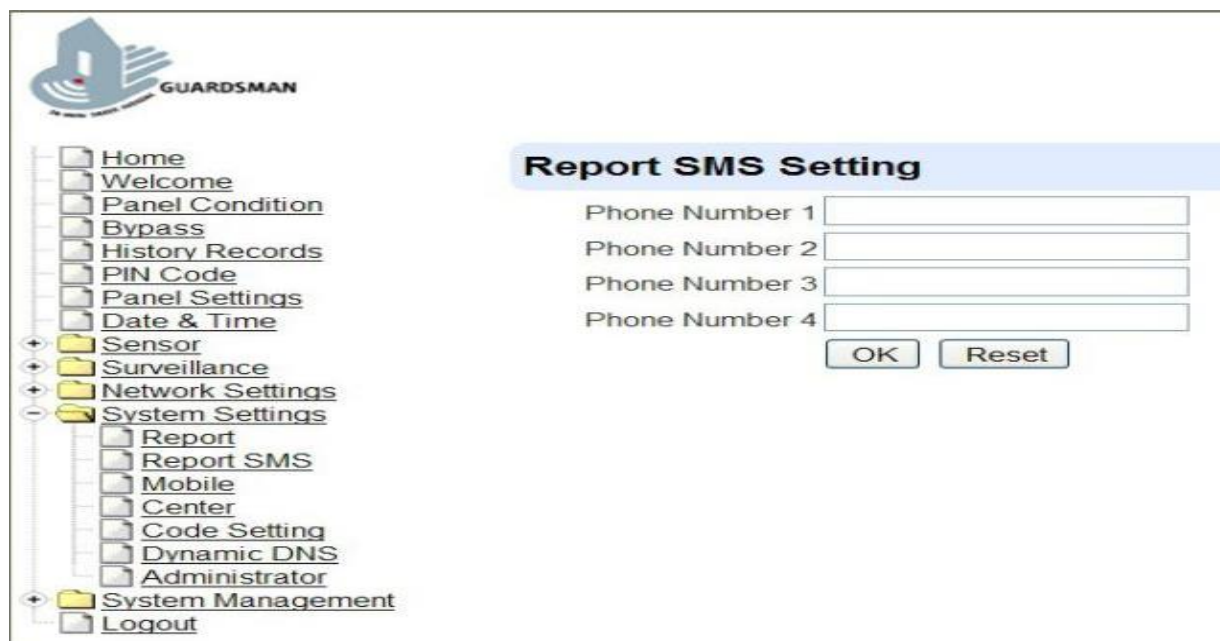 GUARDSMAN
Home
Welcome
Panel Condition
Bypass
History Records
PIN Code
Panel Settings
Date & Time
Sensor
Surveillance
Network Settings
System Settings
Report
Report SMS
Mobile
Center
Code Setting
Dynamic DNS
Administrator
System Management
Logout
Report SMS Setting
Phone Number 1
Phone Number 2
Phone Number 3
Phone Number 4
OK Reset